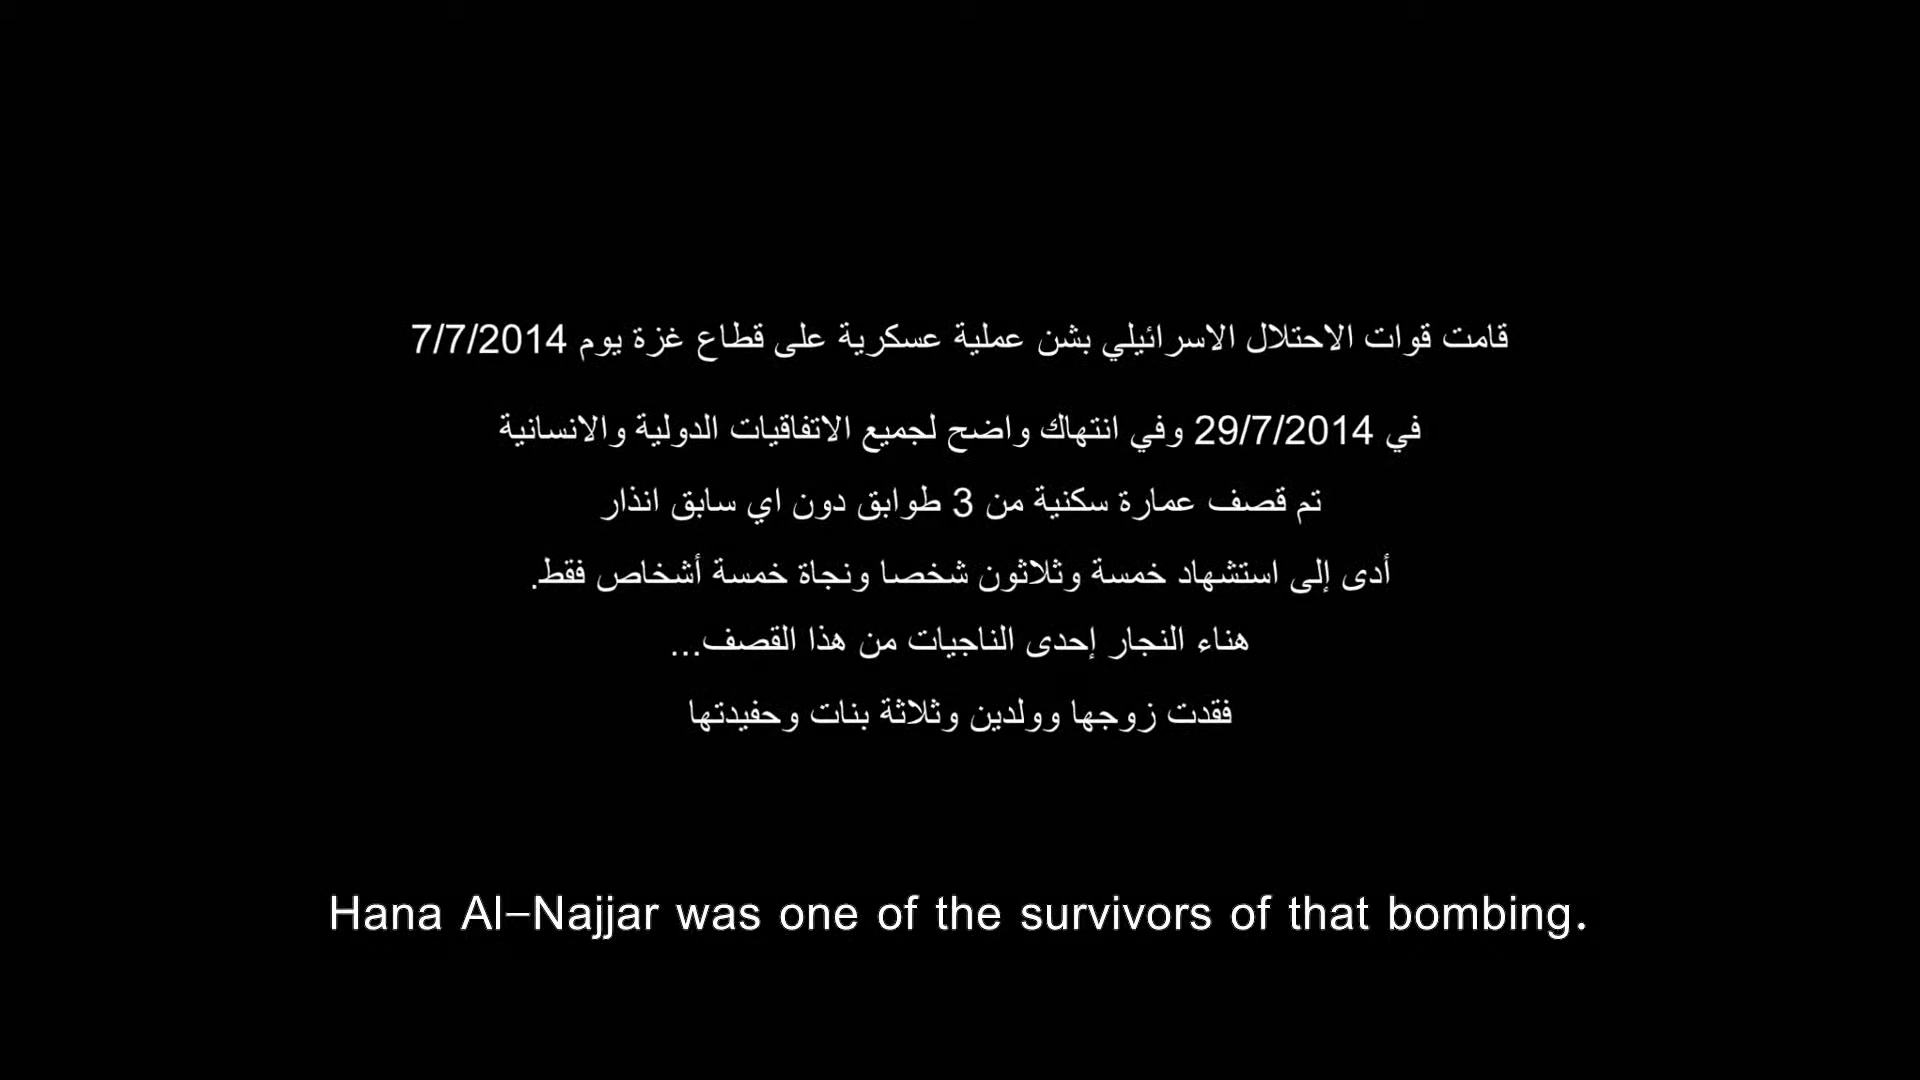 قامت قوات الاحتلال الاسرائيلي بشن عملية عسكرية على قطاع غزة يوم 7/7/2014
في 29/7/2014 وفي انتهاك واضح لجميع الاتفاقيات الدولية والانسانية
تم قصف عمارة سكنية من 3 طوابق دون اي سابق انذار
أدى إلى استشهاد خمسة وثلاثون شخصا ونجاة خمسة أشخاص فقط.
هناء النجار إحدى الناجيات من هذا القصف...
فقدت زوجها وولدين وثلاثة بنات وحفيدتها
Hana Al-Najjar was one of the survivors of that bombing.